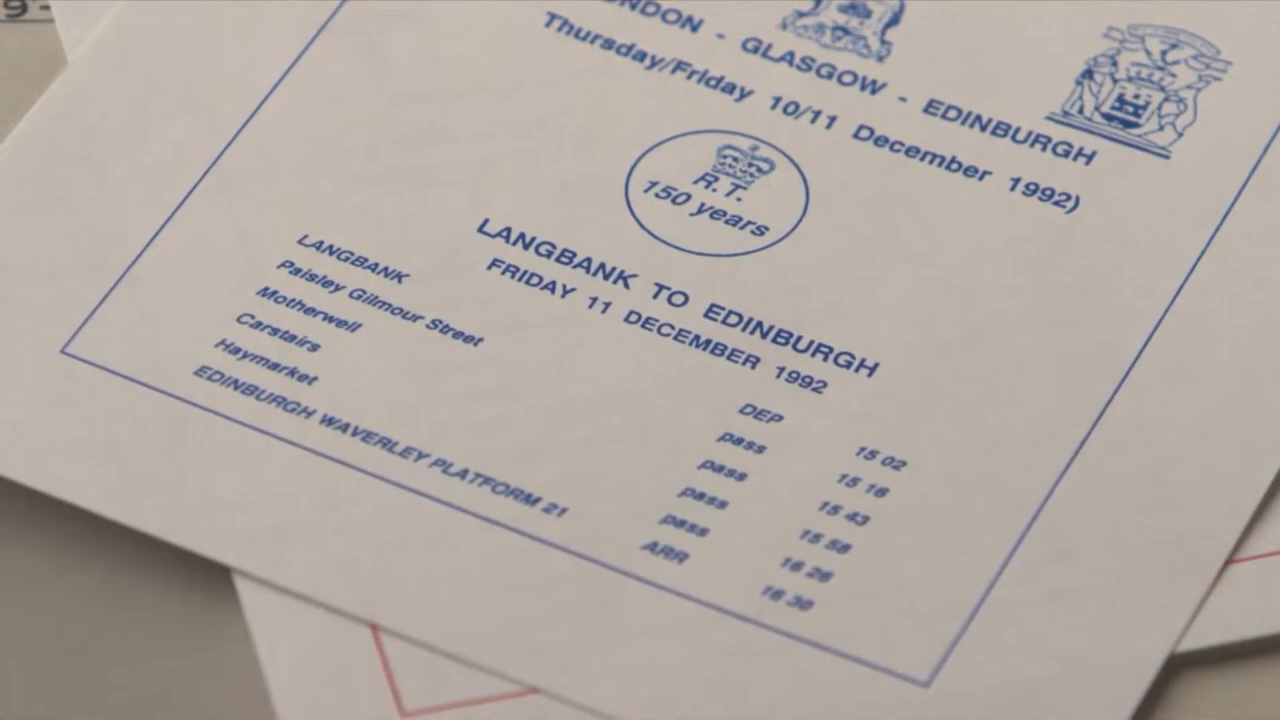 9-
LONDON - GLASGOW - EDINBURGH
Thursday/Friday 10/11 December 1992)
R.T.
150 years
LANGBANK TO EDINBURGH
FRIDAY 11 DECEMBER 1992
LANGBANK DEP 15 02
Paisley Gilmour Street pass 15 16
Motherwell pass 15 43
Carstairs pass 15 58
Haymarket pass 16 26
EDINBURGH WAVERLEY PLATFORM 21 ARR 16 30